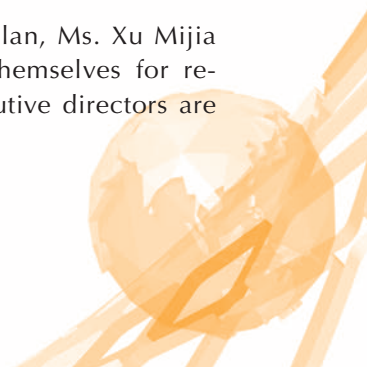 lan, Ms. Xu Mijia
hemselves for re-
utive directors are